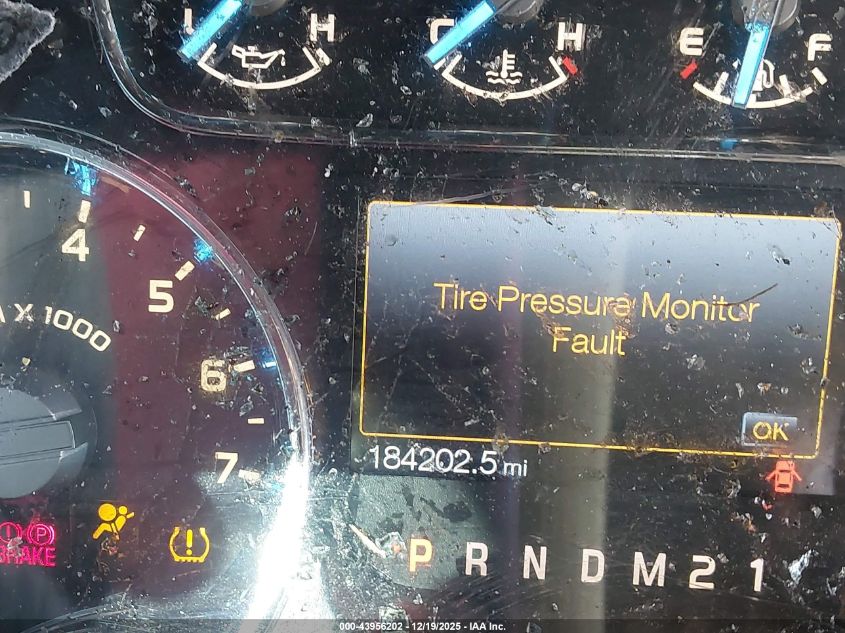 L H
C H
E F
4
5
X 1000
6
7
Tire Pressure Monitor
Fault
OK
184202.5 mi
P
BRAKE
P R N D M 2 1
000-43956202 - 12/19/2025 - IAA Inc.